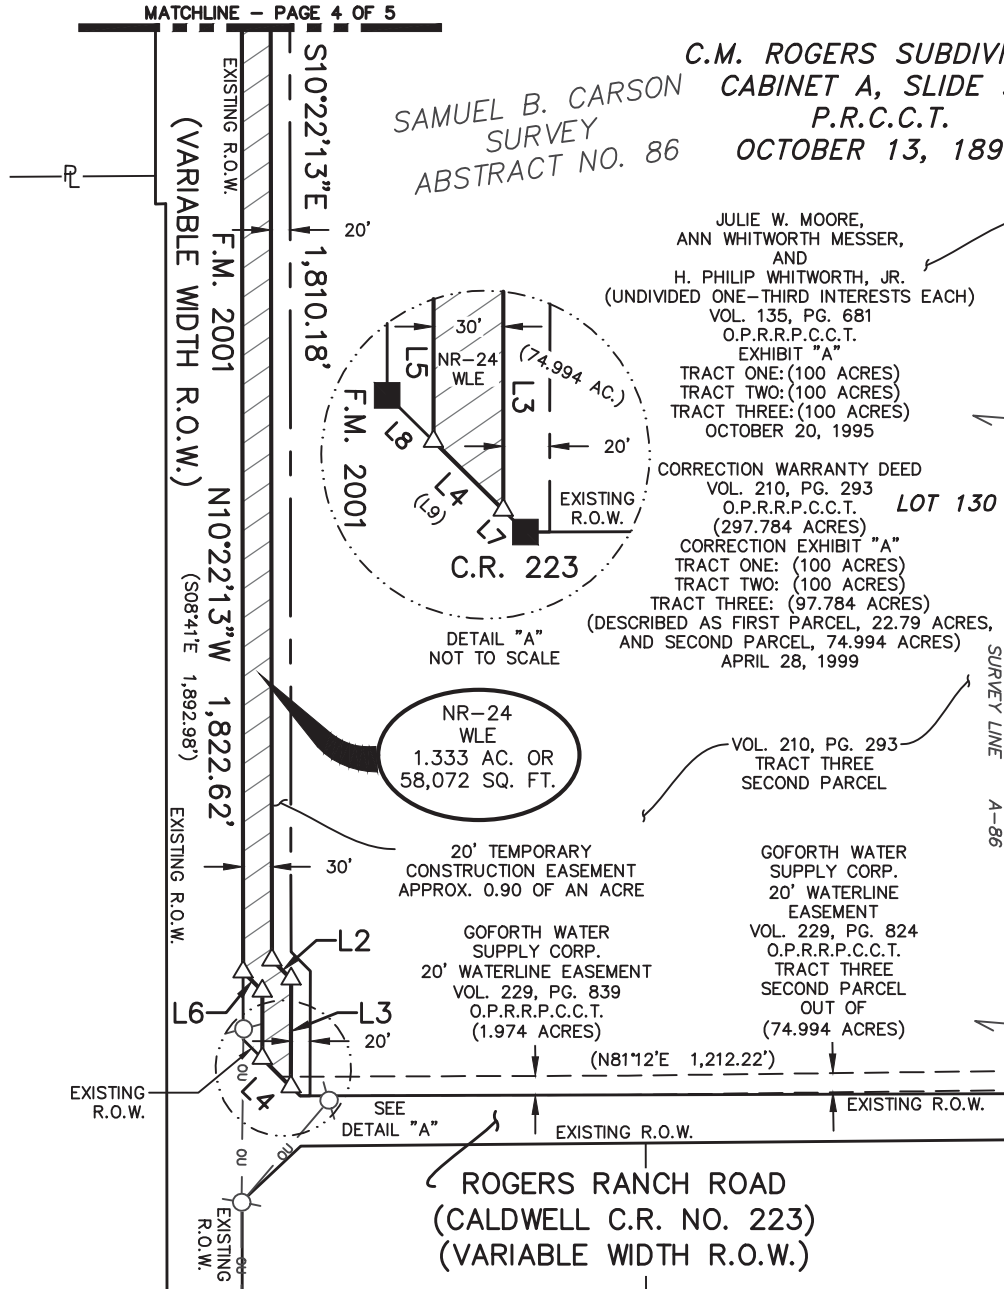 MATCHLINE – PAGE 4 OF 5
C.M. ROGERS
CABINET A, SLIDE
P.R.C.C.T.
OCTOBER 13,
SAMUEL B. CARSON
SURVEY
ABSTRACT NO. 86
EXISTING R.O.W.
(VARIABLE WIDTH R.O.W.)
F.M. 2001
S10°22'13"E 1,810.18'
20'
PL
JULIE W. MOORE,
ANN WHITWORTH MESSER,
AND
H. PHILIP WHITWORTH, JR.
(UNDIVIDED ONE–THIRD INTERESTS EACH)
VOL. 135, PG. 681
O.P.R.R.P.C.C.T.
EXHIBIT "A"
TRACT ONE: (100 ACRES)
TRACT TWO: (100 ACRES)
TRACT THREE: (100 ACRES)
OCTOBER 20, 1995
CORRECTION WARRANTY DEED
VOL. 210, PG. 293
O.P.R.R.P.C.C.T.
(297.784 ACRES)
CORRECTION EXHIBIT "A"
TRACT ONE: (100 ACRES)
TRACT TWO: (100 ACRES)
TRACT THREE: (97.784 ACRES)
(DESCRIBED AS FIRST PARCEL, 22.79 ACRES,
AND SECOND PARCEL, 74.994 ACRES)
APRIL 28, 1999
LOT 130
30'
L5
NR–24
WLE
(74.994 AC.)
L3
F.M. 2001
L8
L4
(L9)
L7
20'
EXISTING
R.O.W.
C.R. 223
DETAIL "A"
NOT TO SCALE
N10°22'13"W 1,822.62'
(S08°41'E 1,892.98')
SURVEY LINE A–86
NR–24
WLE
1.333 AC. OR
58,072 SQ. FT.
VOL. 210, PG. 293
TRACT THREE
SECOND PARCEL
EXISTING R.O.W.
30'
20' TEMPORARY
CONSTRUCTION EASEMENT
APPROX. 0.90 OF AN ACRE
GOFORTH WATER
SUPPLY CORP.
20' WATERLINE EASEMENT
VOL. 229, PG. 839
O.P.R.R.P.C.C.T.
(1.974 ACRES)
GOFORTH WATER
SUPPLY CORP.
20' WATERLINE
EASEMENT
VOL. 229, PG. 824
O.P.R.R.P.C.C.T.
TRACT THREE
SECOND PARCEL
OUT OF
(74.994 ACRES)
L2
L6
L3
20'
(N81°12'E 1,212.22')
EXISTING
R.O.W.
L4
OU
SEE
DETAIL "A"
EXISTING R.O.W.
EXISTING R.O.W.
OU
OU
ROGERS RANCH ROAD
(CALDWELL C.R. NO. 223)
(VARIABLE WIDTH R.O.W.)
EXISTING
R.O.W.
OU